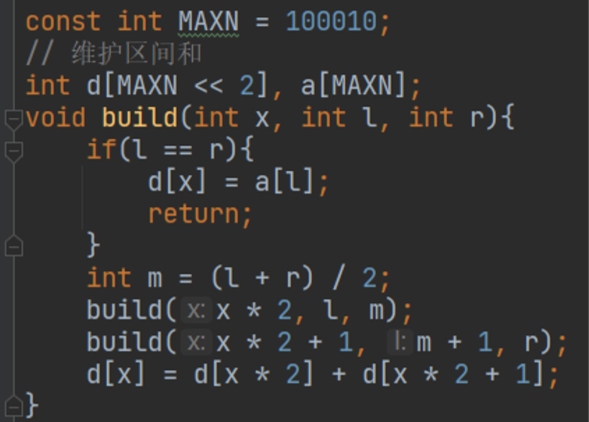 const int MAXN = 100010;
// 维护区间和
int d[MAXN << 2], a[MAXN];
void build(int x, int l, int r){
    if(l == r){
        d[x] = a[l];
        return;
    }
    int m = (l + r) / 2;
    build( x: x * 2, l, m);
    build( x: x * 2 + 1, l: m + 1, r);
    d[x] = d[x * 2] + d[x * 2 + 1];
}